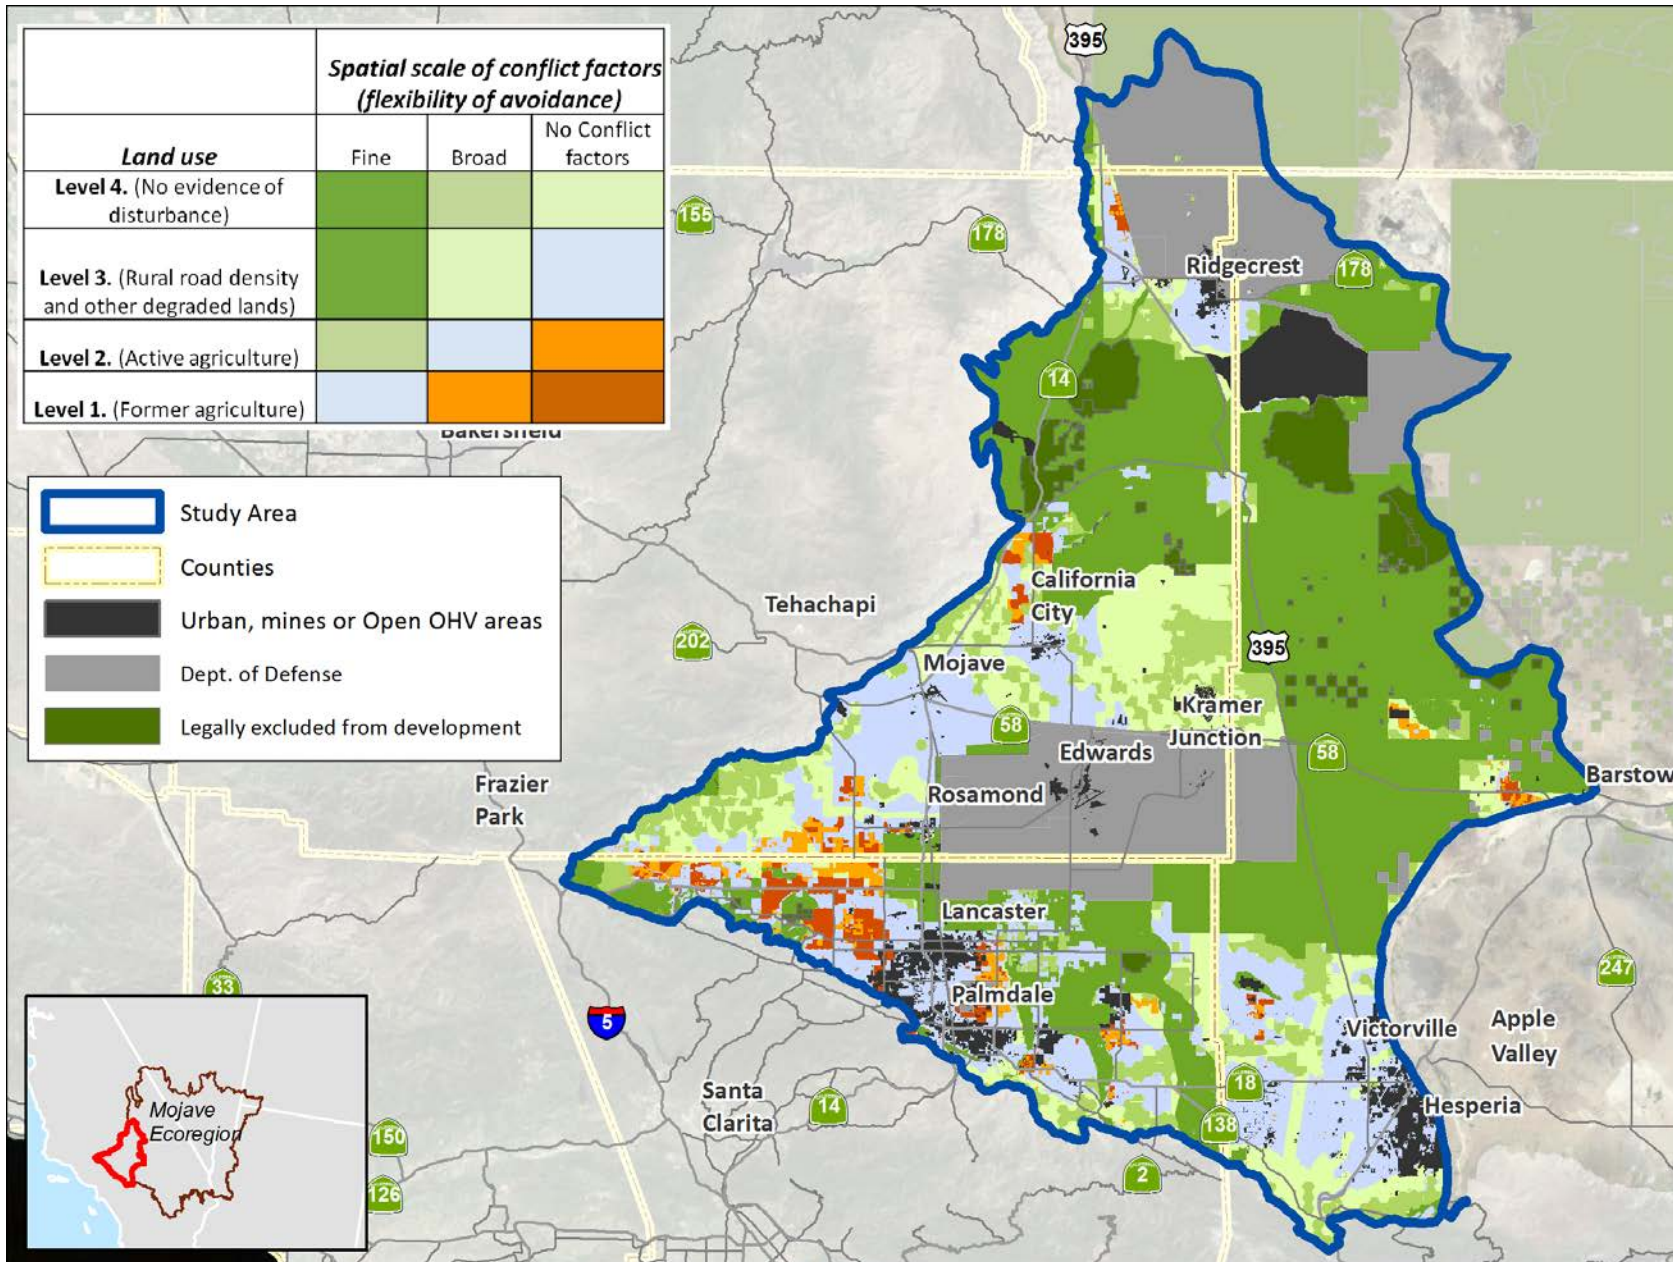 Spatial scale of conflict factors
(flexibility of avoidance)
Land use
Fine
Broad
No Conflict
factors
Level 4. (No evidence of
disturbance)
Level 3. (Rural road density
and other degraded lands)
Level 2. (Active agriculture)
Level 1. (Former agriculture)
Bakersfield
Study Area
Counties
Urban, mines or Open OHV areas
Dept. of Defense
Legally excluded from development
395
155
178
Ridgecrest
178
14
California
City
Tehachapi
202
395
Mojave
Kramer
Junction
58
Edwards
58
Barstow
Frazier
Park
Rosamond
Lancaster
33
247
5
Palmdale
Victorville
Apple
Valley
Santa
Clarita
14
18
Hesperia
138
150
2
126
Mojave
Ecoregion